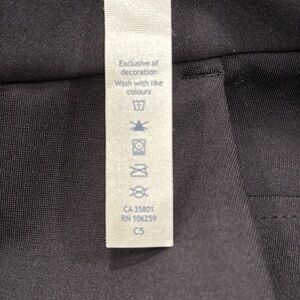 Exclusive of
decoration
Wash with like
colours
CA 35801
RN 106259
C5